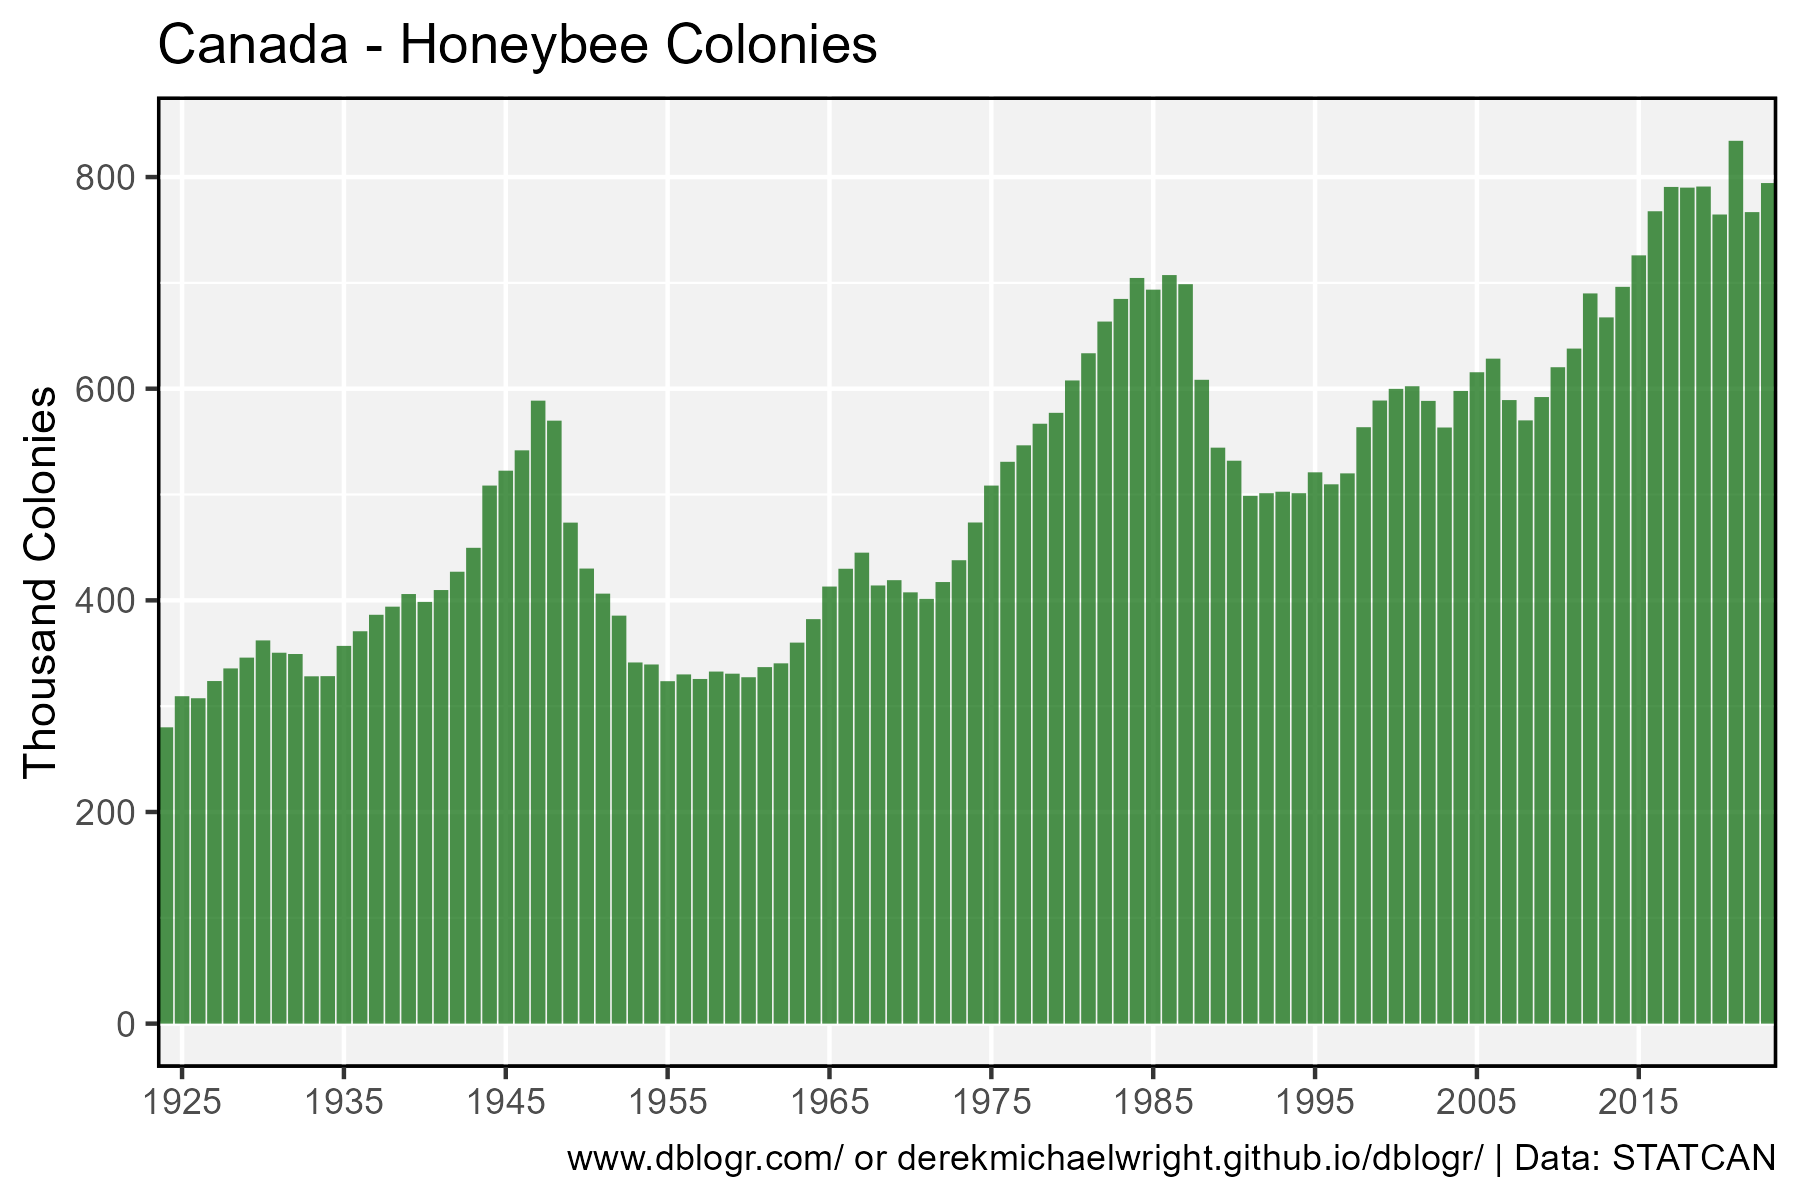 Canada - Honeybee Colonies
Thousand Colonies
800
600
400
200
0
1925 1935 1945 1955 1965 1975 1985 1995 2005 2015
www.dblogr.com/ or derekmichaelwright.github.io/dblogr/ | Data: STATCAN